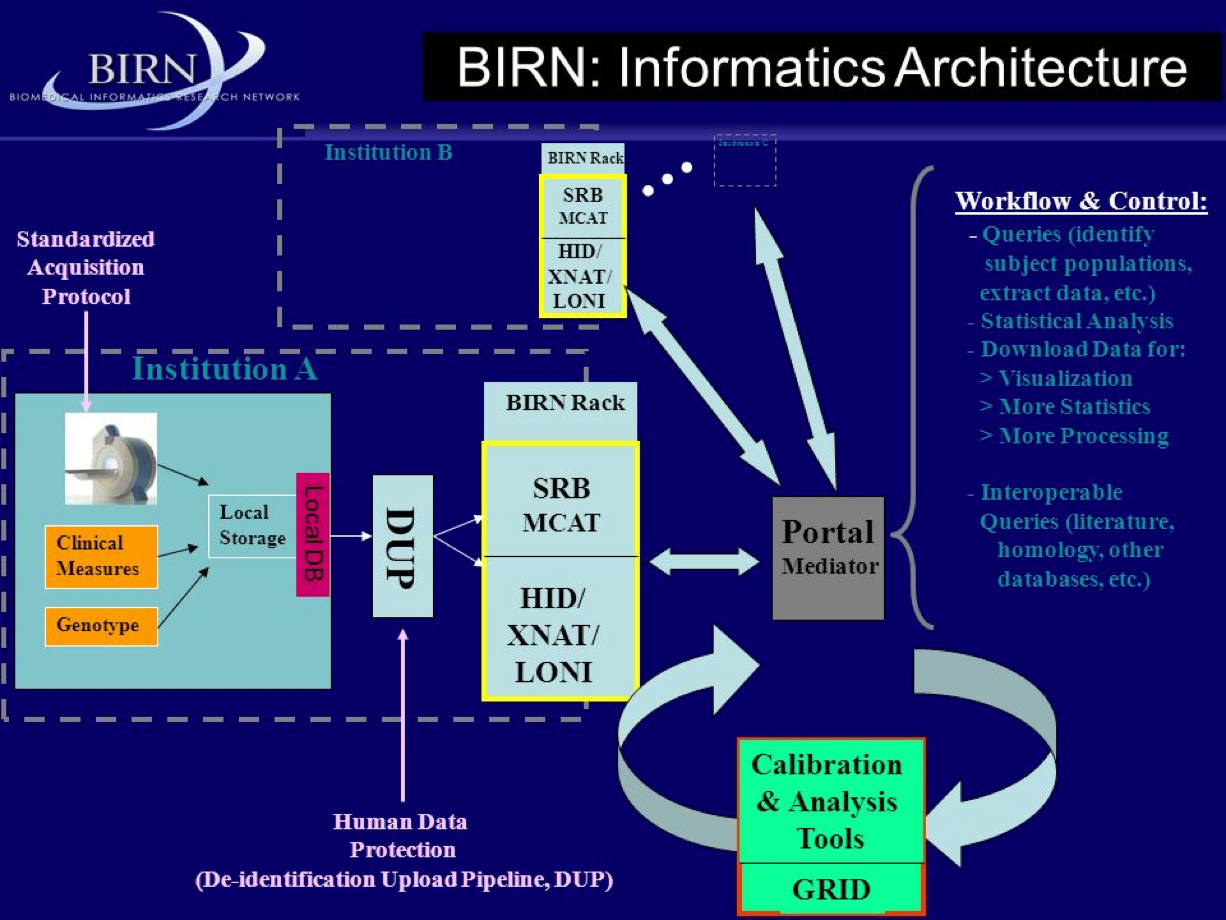 BIRN
BIOMEDICAL INFORMATICS RESEARCH NETWORK
BIRN: Informatics Architecture
Institution B
BIRN Rack
SRB
MCAT
HID/
XNAT/
LONI
Institution C
Standardized
Acquisition
Protocol
Institution A
Clinical
Measures
Genotype
Local
Storage
Local DB
DUP
BIRN Rack
SRB
MCAT
HID/
XNAT/
LONI
Portal
Mediator
Workflow & Control:
- Queries (identify
subject populations,
extract data, etc.)
- Statistical Analysis
- Download Data for:
> Visualization
> More Statistics
> More Processing
- Interoperable
Queries (literature,
homology, other
databases, etc.)
Human Data
Protection
(De-identification Upload Pipeline, DUP)
Calibration
& Analysis
Tools
GRID